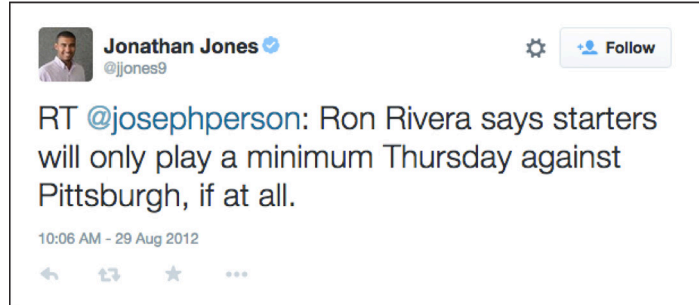 Jonathan Jones
@jjones9
Follow
RT @josephperson: Ron Rivera says starters
will only play a minimum Thursday against
Pittsburgh, if at all.
10:06 AM - 29 Aug 2012